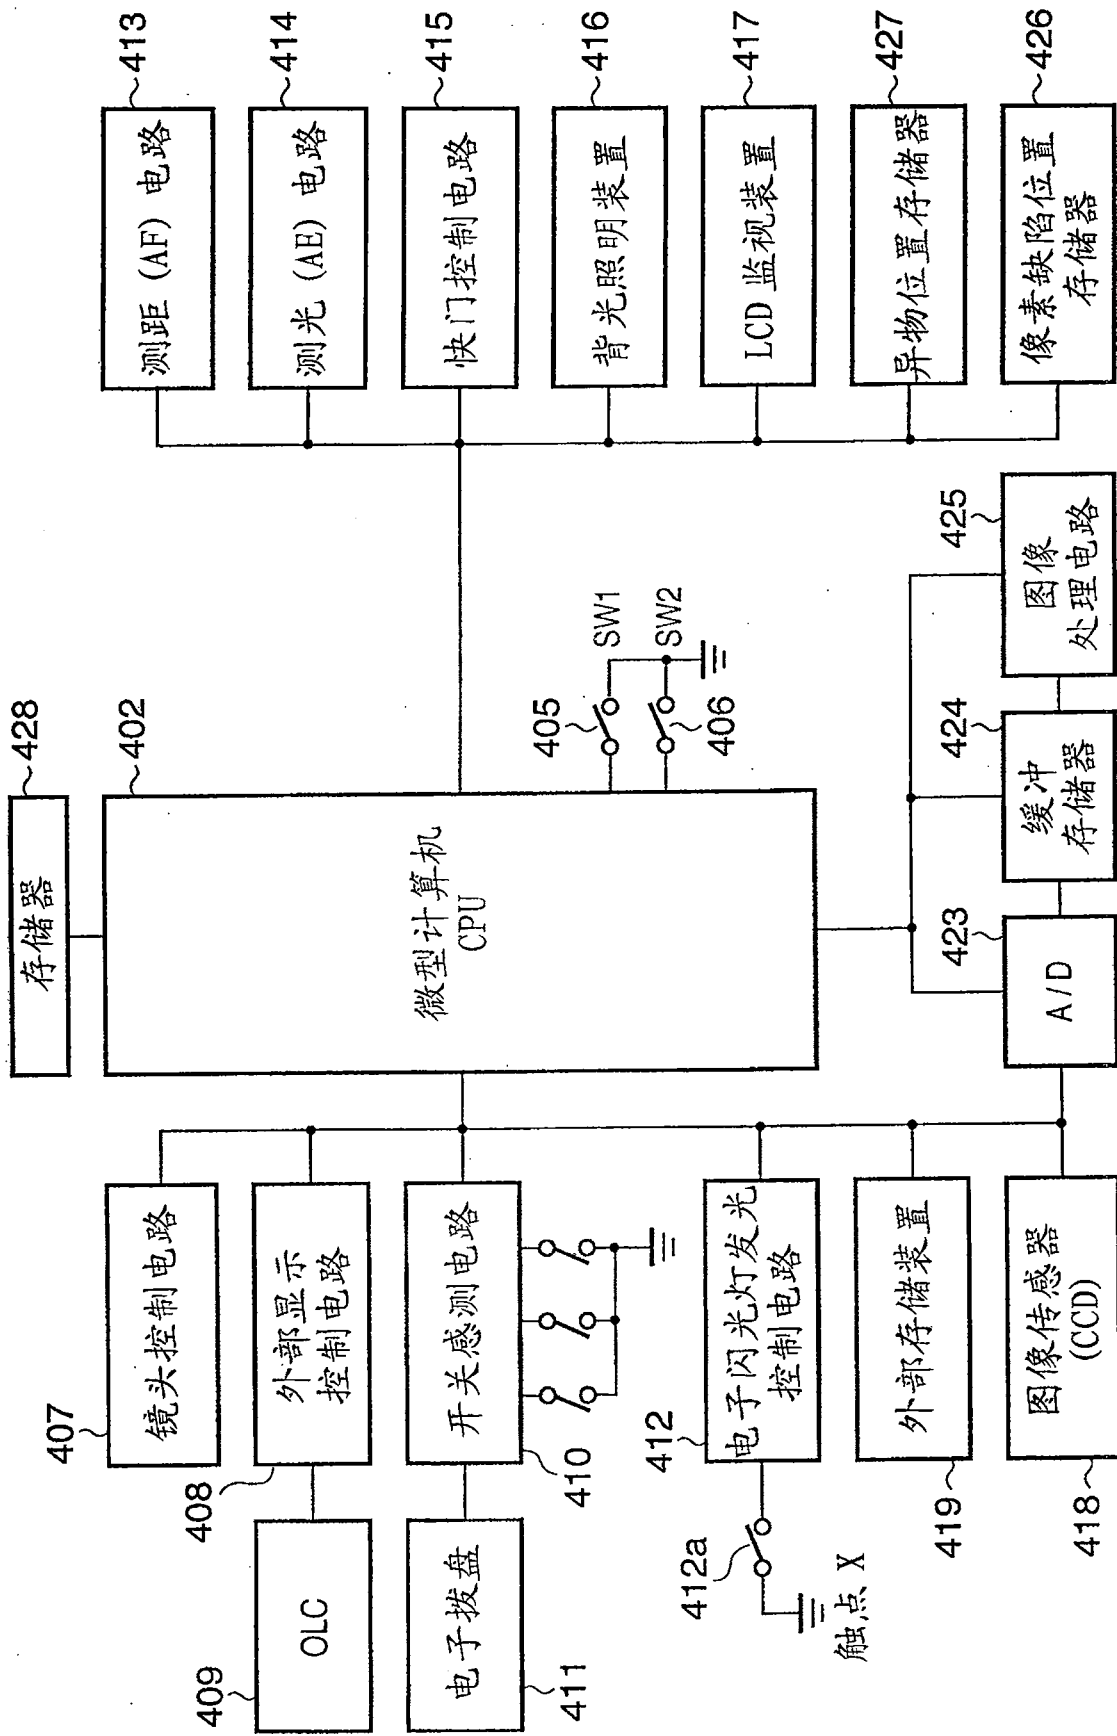 428
存储器
402
微型计算机
CPU
407
镜头控制电路
408
外部显示
控制电路
409
OLC
410
开关感测电路
411
电子拨盘
412
电子闪光灯发光
控制电路
412a
触点 X
419
外部存储装置
418
图像传感器
(CCD)
405
SW1
406
SW2
423
A/D
424
缓冲
存储器
425
图像
处理电路
413
测距 (AF) 电路
414
测光 (AE) 电路
415
快门控制电路
416
背光照明装置
417
LCD 监视装置
427
异物位置存储器
426
像素缺陷位置
存储器